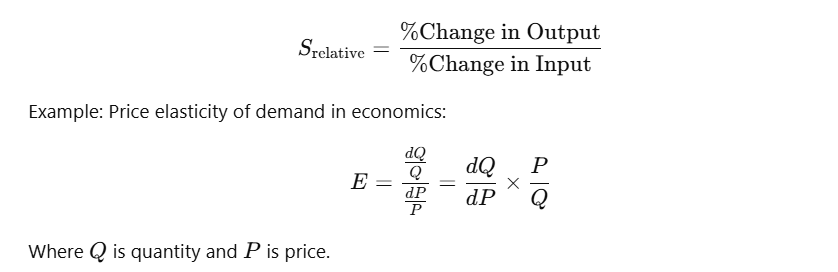 S_relative = %Change in Output / %Change in Input
Example: Price elasticity of demand in economics:
E = (dQ/Q) / (dP/P) = dQ/dP × P/Q
Where Q is quantity and P is price.